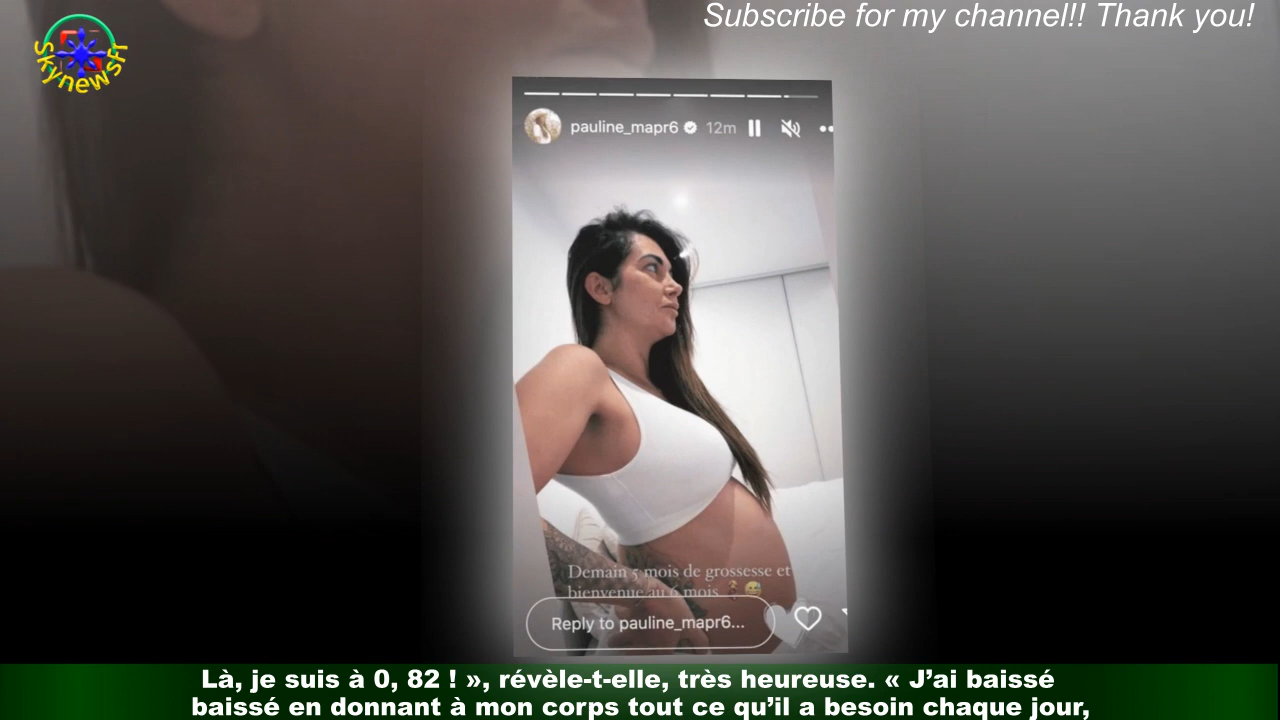 Subscribe for my channel!! Thank you!
SkynewsFr
pauline_mapr6 12m
Demain 5 mois de grossesse et
bienvenue au 6 mois
Reply to pauline_mapr6...
Là, je suis à 0, 82 ! », révèle-t-elle, très heureuse. « J’ai baissé
baissé en donnant à mon corps tout ce qu’il a besoin chaque jour,